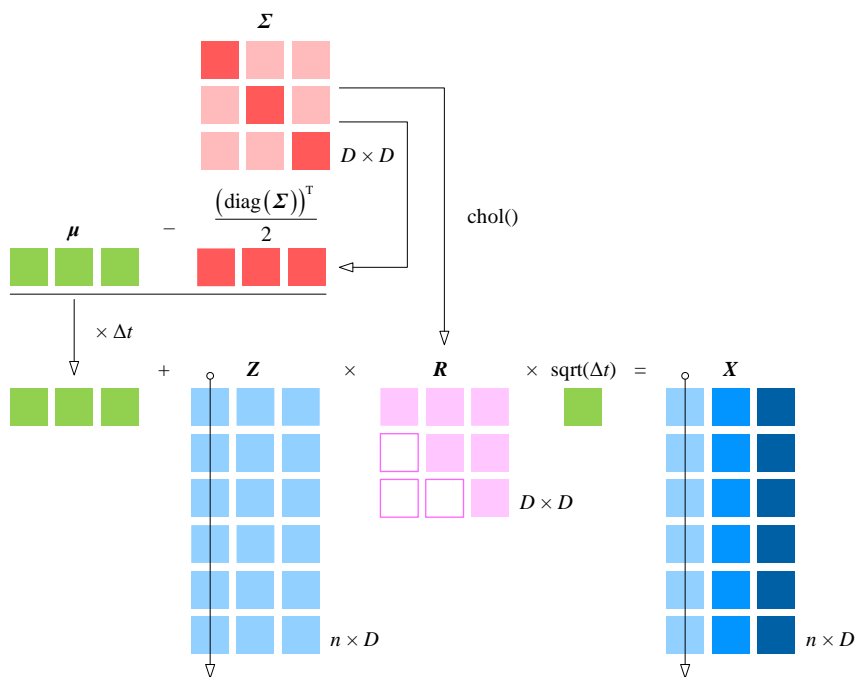 Σ
D × D
μ − (diag(Σ))ᵀ
2
chol()
× Δt
+ Z × R × sqrt(Δt) = X
D × D
n × D n × D